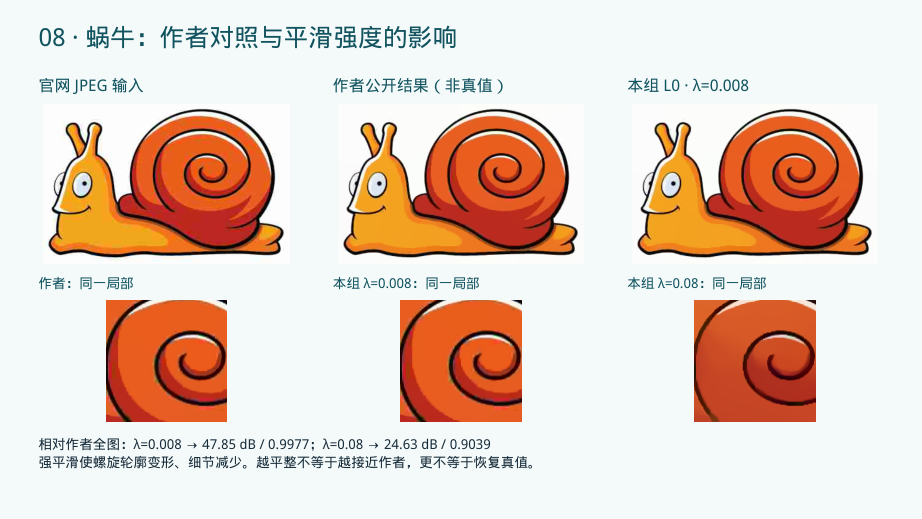 08 · 蜗牛：作者对照与平滑强度的影响
官网 JPEG 输入
作者公开结果（非真值）
本组 L0 · λ=0.008
作者：同一局部
本组 λ=0.008：同一局部
本组 λ=0.08：同一局部
相对作者全图：λ=0.008 → 47.85 dB / 0.9977；λ=0.08 → 24.63 dB / 0.9039
强平滑使螺旋轮廓变形、细节减少。越平整不等于越接近作者，更不等于恢复真值。